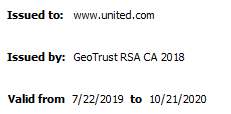 Issued to: www.united.com
Issued by: GeoTrust RSA CA 2018
Valid from 7/22/2019 to 10/21/2020